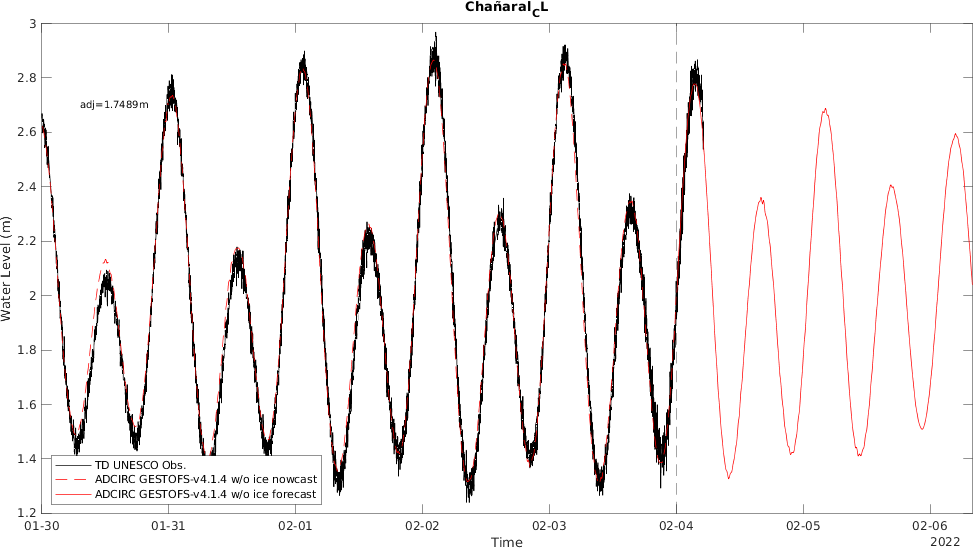 Chañaral_CL
3
2.8
adj=1.7489m
2.6
2.4
2.2
2
1.8
1.6
1.4
1.2
Water Level (m)
TD UNESCO Obs.
ADCIRC GESTOFS-v4.1.4 w/o ice nowcast
ADCIRC GESTOFS-v4.1.4 w/o ice forecast
01-30 01-31 02-01 02-02 02-03 02-04 02-05 02-06
Time
2022